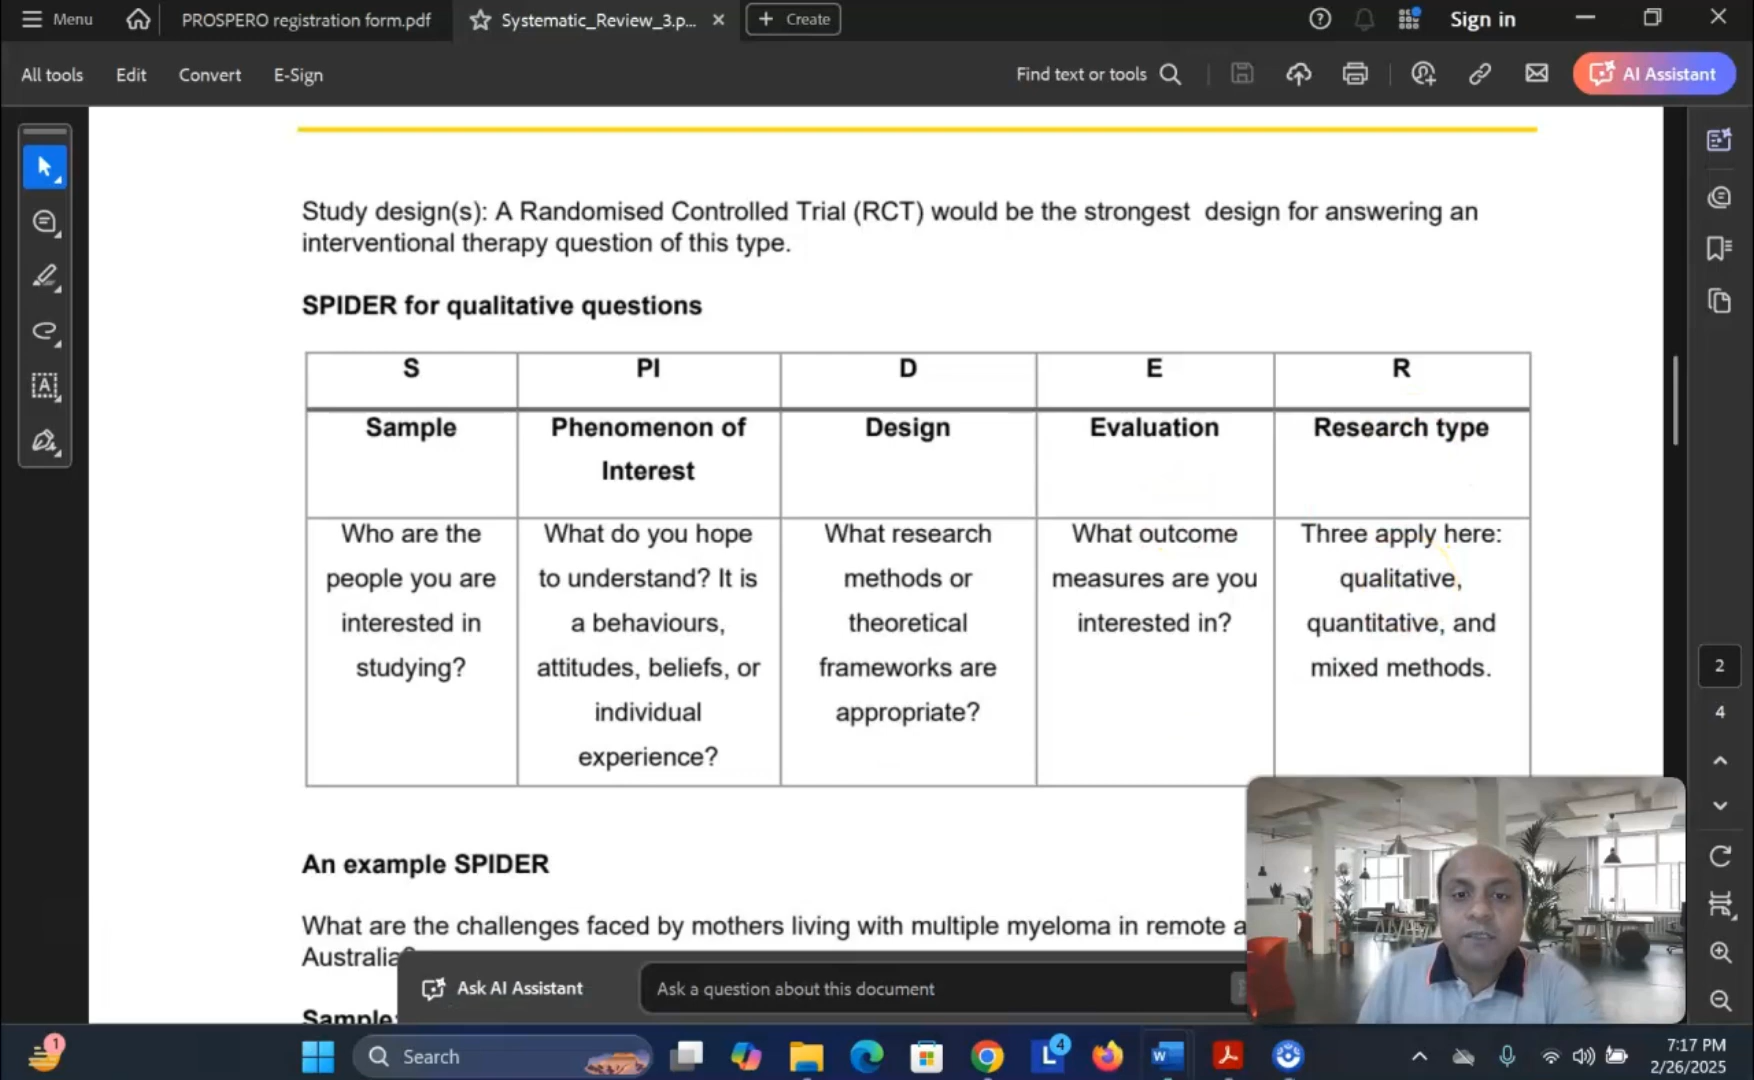 Menu
PROSPERO registration form.pdf
Systematic_Review_3.p...
Create
Sign in
All tools
Edit
Convert
E-Sign
Find text or tools
AI Assistant
Study design(s): A Randomised Controlled Trial (RCT) would be the strongest design for answering an
interventional therapy question of this type.
SPIDER for qualitative questions
S
PI
D
E
R
Sample
Phenomenon of
Interest
Design
Evaluation
Research type
Who are the
people you are
interested in
studying?
What do you hope
to understand? It is
a behaviours,
attitudes, beliefs, or
individual
experience?
What research
methods or
theoretical
frameworks are
appropriate?
What outcome
measures are you
interested in?
Three apply here:
qualitative,
quantitative, and
mixed methods.
2
4
An example SPIDER
What are the challenges faced by mothers living with multiple myeloma in remote a
Australia?
Sample:
Ask AI Assistant
Ask a question about this document
1
Search
4
7:17 PM
2/26/2025